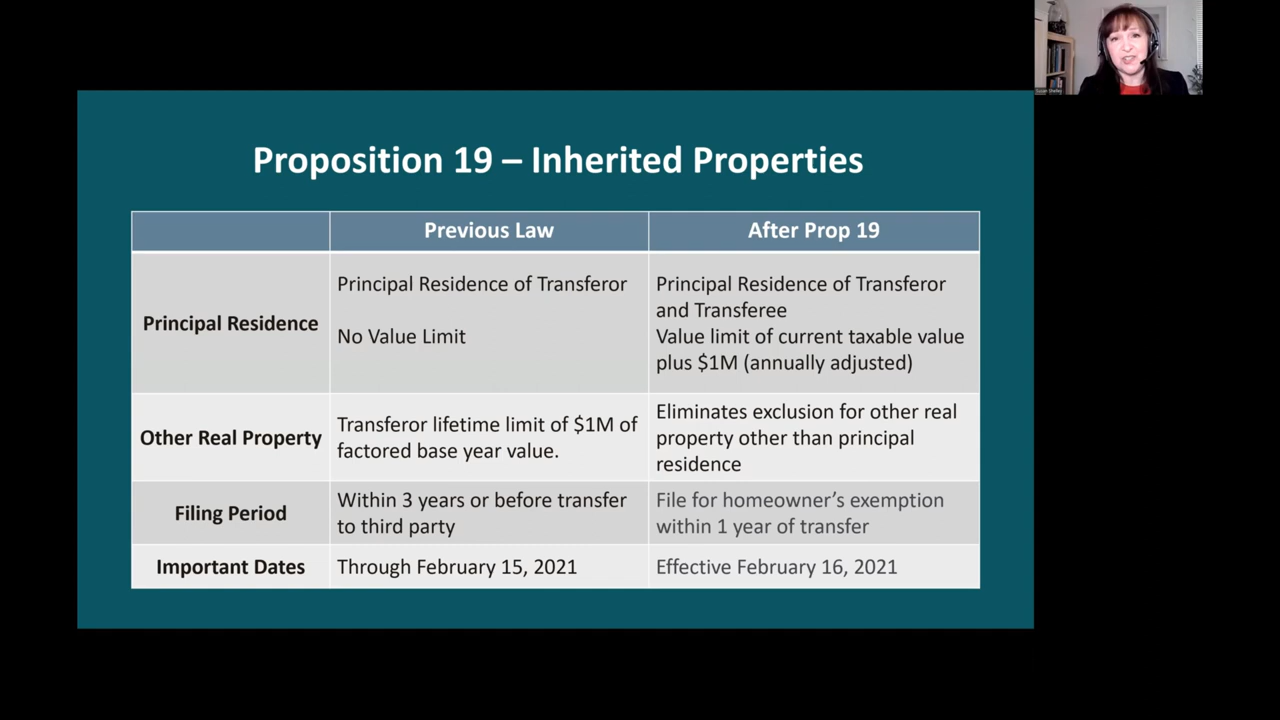 Proposition 19 – Inherited Properties
Previous Law
After Prop 19
Principal Residence
Principal Residence of Transferor
No Value Limit
Principal Residence of Transferor
and Transferee
Value limit of current taxable value
plus $1M (annually adjusted)
Other Real Property
Transferor lifetime limit of $1M of
factored base year value.
Eliminates exclusion for other real
property other than principal
residence
Filing Period
Within 3 years or before transfer
to third party
File for homeowner’s exemption
within 1 year of transfer
Important Dates
Through February 15, 2021
Effective February 16, 2021